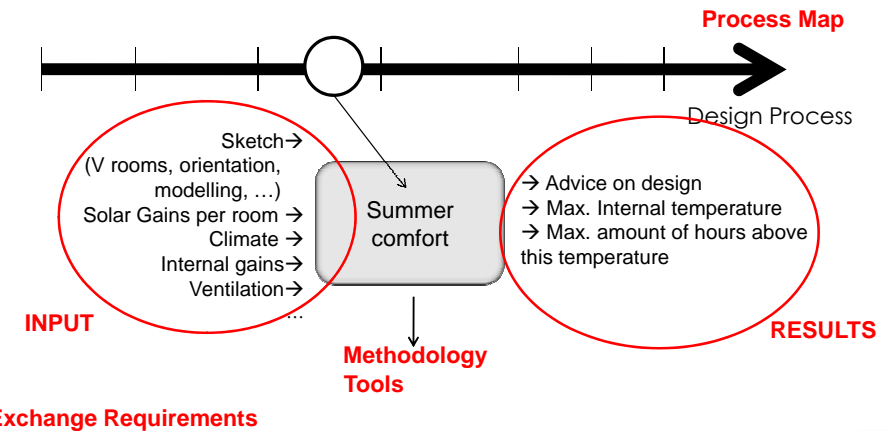 Process Map
Design Process
Sketch→
(V rooms, orientation,
modelling, …)
Solar Gains per room →
Climate →
Internal gains→
Ventilation→
…
INPUT
Summer
comfort
→ Advice on design
→ Max. Internal temperature
→ Max. amount of hours above
this temperature
RESULTS
Methodology
Tools
Exchange Requirements